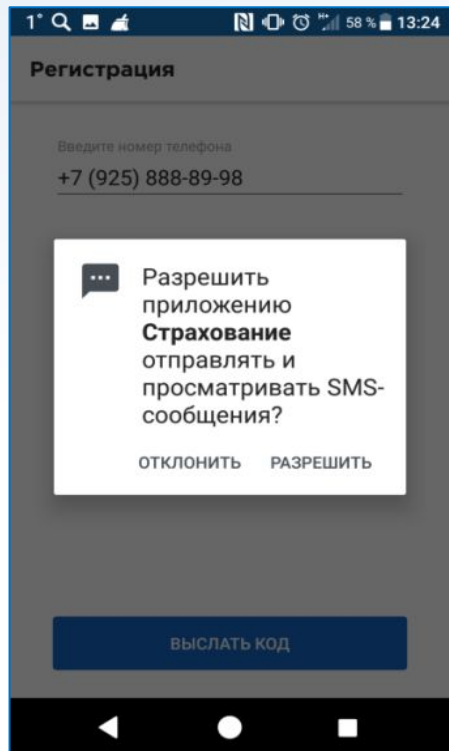 1° 58 % 13:24
Регистрация
Введите номер телефона
+7 (925) 888-89-98
Разрешить
приложению
Страхование
отправлять и
просматривать SMS-
сообщения?
ОТКЛОНИТЬ РАЗРЕШИТЬ
ВЫСЛАТЬ КОД